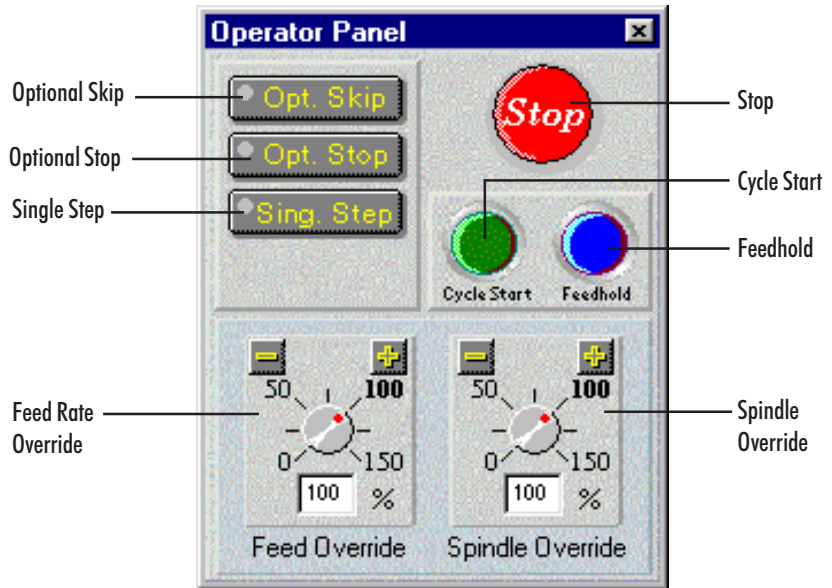 Operator Panel
Optional Skip
Opt. Skip
Stop
Stop
Optional Stop
Opt. Stop
Single Step
Sing. Step
Cycle Start
Feedhold
Cycle Start
Feedhold
50
100
0
150
100 %
Feed Override
Feed Rate
Override
50
100
0
150
100 %
Spindle Override
Spindle
Override